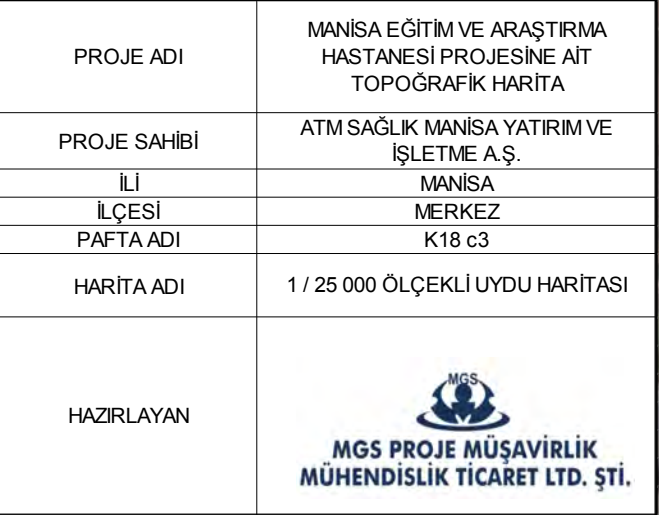 PROJE ADI
MANİSA EĞİTİM VE ARAŞTIRMA
HASTANESİ PROJESİNE AİT
TOPOĞRAFİK HARİTA
PROJE SAHİBİ
ATM SAĞLIK MANİSA YATIRIM VE
İŞLETME A.Ş.
İLİ
MANİSA
İLÇESİ
MERKEZ
PAFTA ADI
K18 c3
HARİTA ADI
1 / 25 000 ÖLÇEKLİ UYDU HARİTASI
HAZIRLAYAN
MGS
MGS PROJE MÜŞAVİRLİK
MÜHENDİSLİK TİCARET LTD. ŞTİ.